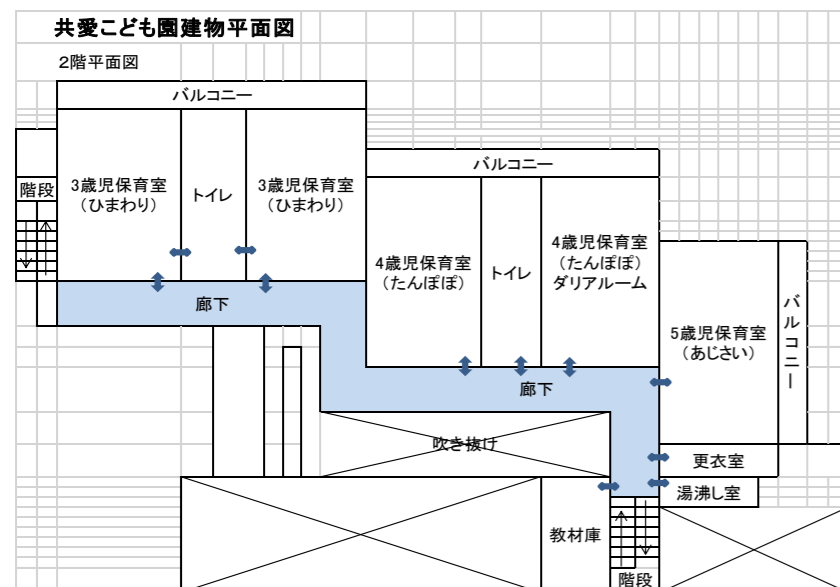 共愛こども園建物平面図
2階平面図
バルコニー
階段
3歳児保育室
（ひまわり）
トイレ
3歳児保育室
（ひまわり）
バルコニー
4歳児保育室
（たんぽぽ）
トイレ
4歳児保育室
（たんぽぽ）
ダリアルーム
5歳児保育室
（あじさい）
バルコニー
廊下
廊下
吹き抜け
更衣室
湯沸し室
教材庫
階段